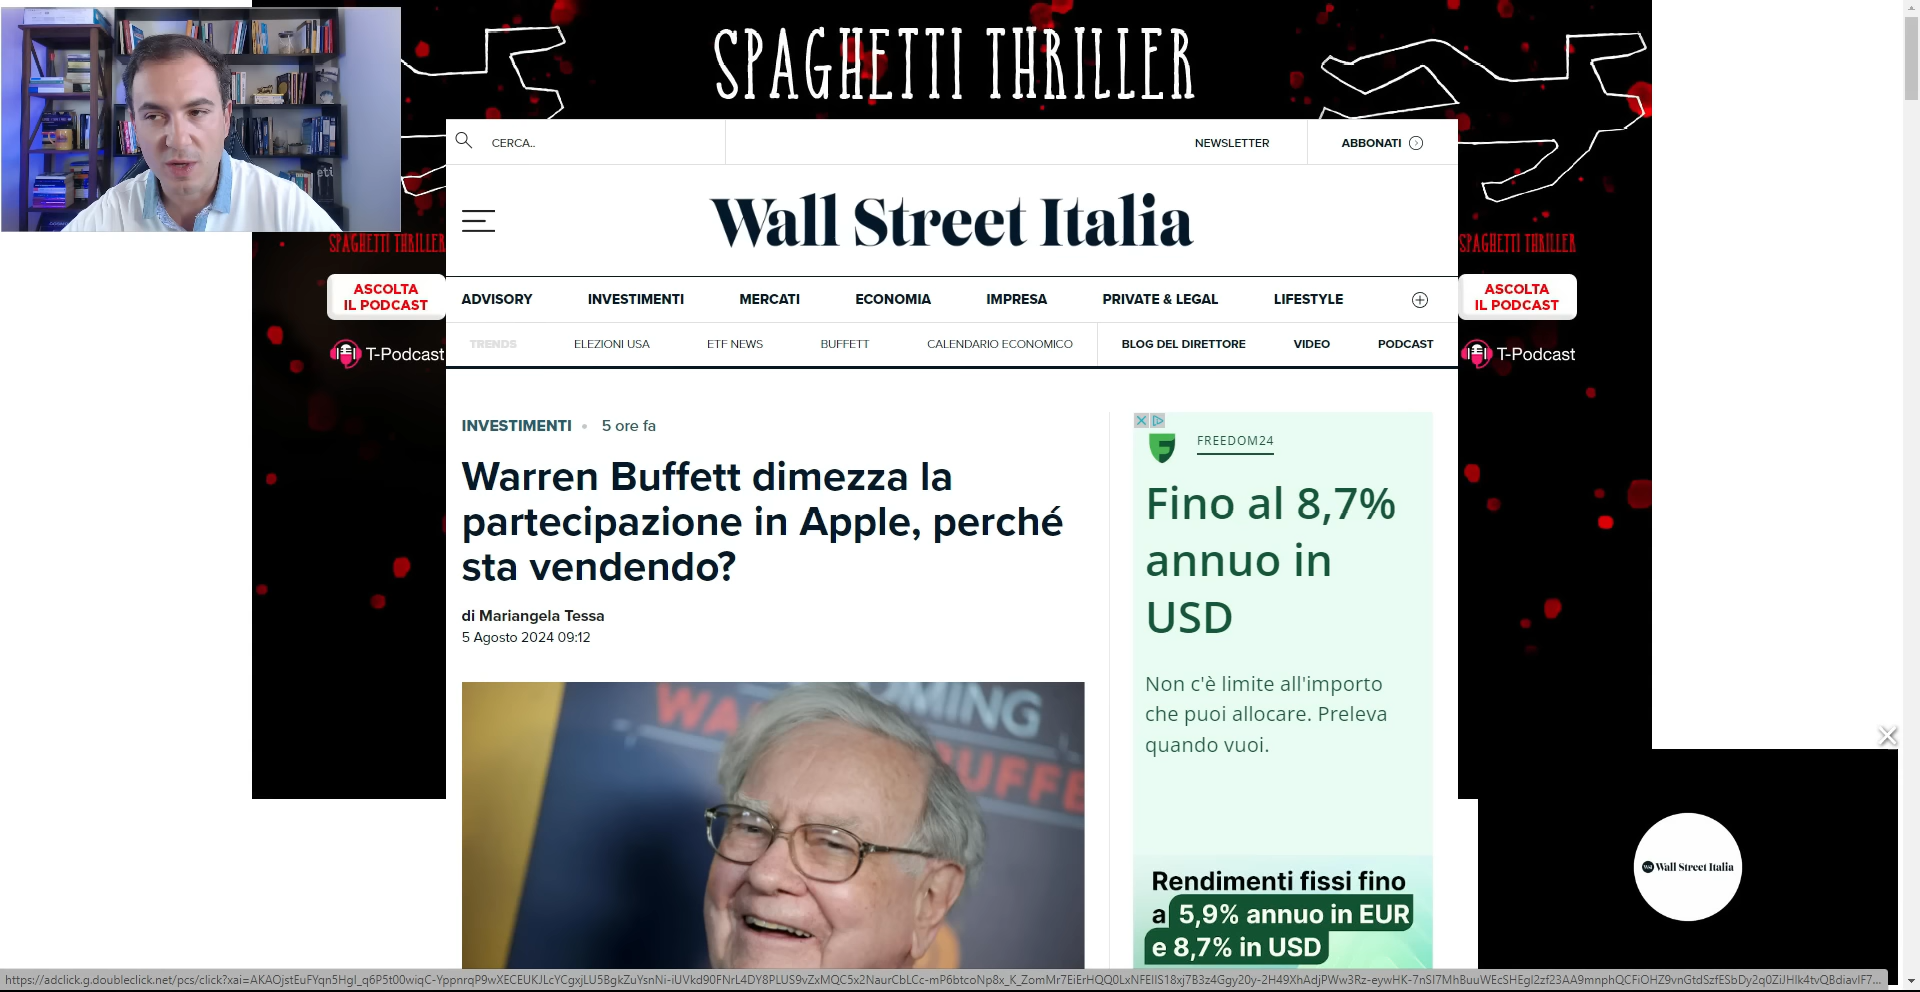 SPAGHETTI THRILLER
CERCA..
NEWSLETTER
ABBONATI
Wall Street Italia
SPAGHETTI THRILLER
ASCOLTA
IL PODCAST
T-Podcast
SPAGHETTI THRILLER
ASCOLTA
IL PODCAST
T-Podcast
ADVISORY INVESTIMENTI MERCATI ECONOMIA IMPRESA PRIVATE & LEGAL LIFESTYLE
TRENDS ELEZIONI USA ETF NEWS BUFFETT CALENDARIO ECONOMICO BLOG DEL DIRETTORE VIDEO PODCAST
INVESTIMENTI • 5 ore fa
Warren Buffett dimezza la
partecipazione in Apple, perché
sta vendendo?
di Mariangela Tessa
5 Agosto 2024 09:12
FREEDOM24
Fino al 8,7%
annuo in
USD
Non c'è limite all'importo
che puoi allocare. Preleva
quando vuoi.
Rendimenti fissi fino
a 5,9% annuo in EUR
e 8,7% in USD
Wall Street Italia